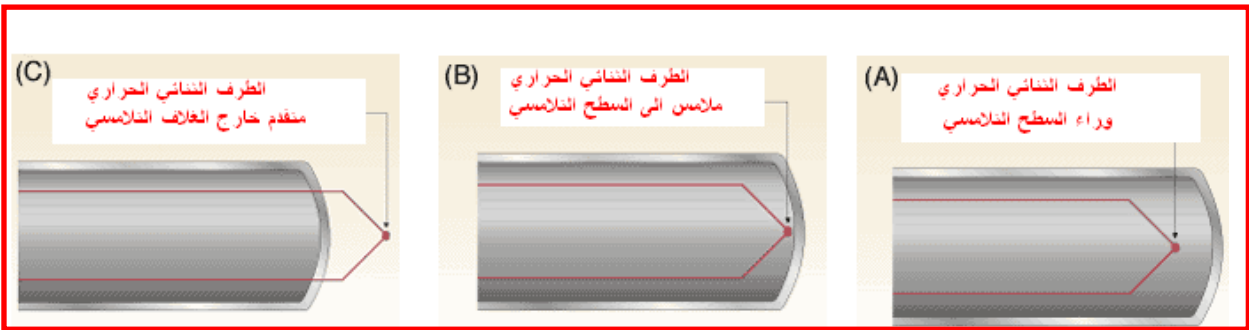 (A)
الطرف الثنائي الحراري
وراء السطح التلامسي
(B)
الطرف الثنائي الحراري
ملامس الى السطح التلامسي
(C)
الطرف الثنائي الحراري
متقدم خارج الغلاف التلامسي